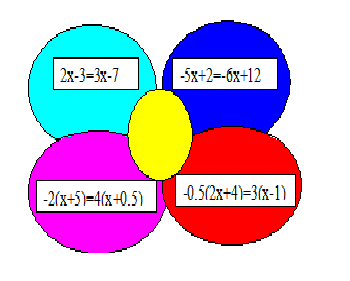 2x-3=3x-7
-5x+2=-6x+12
-2(x+5)=4(x+0.5)
-0.5(2x+4)=3(x-1)